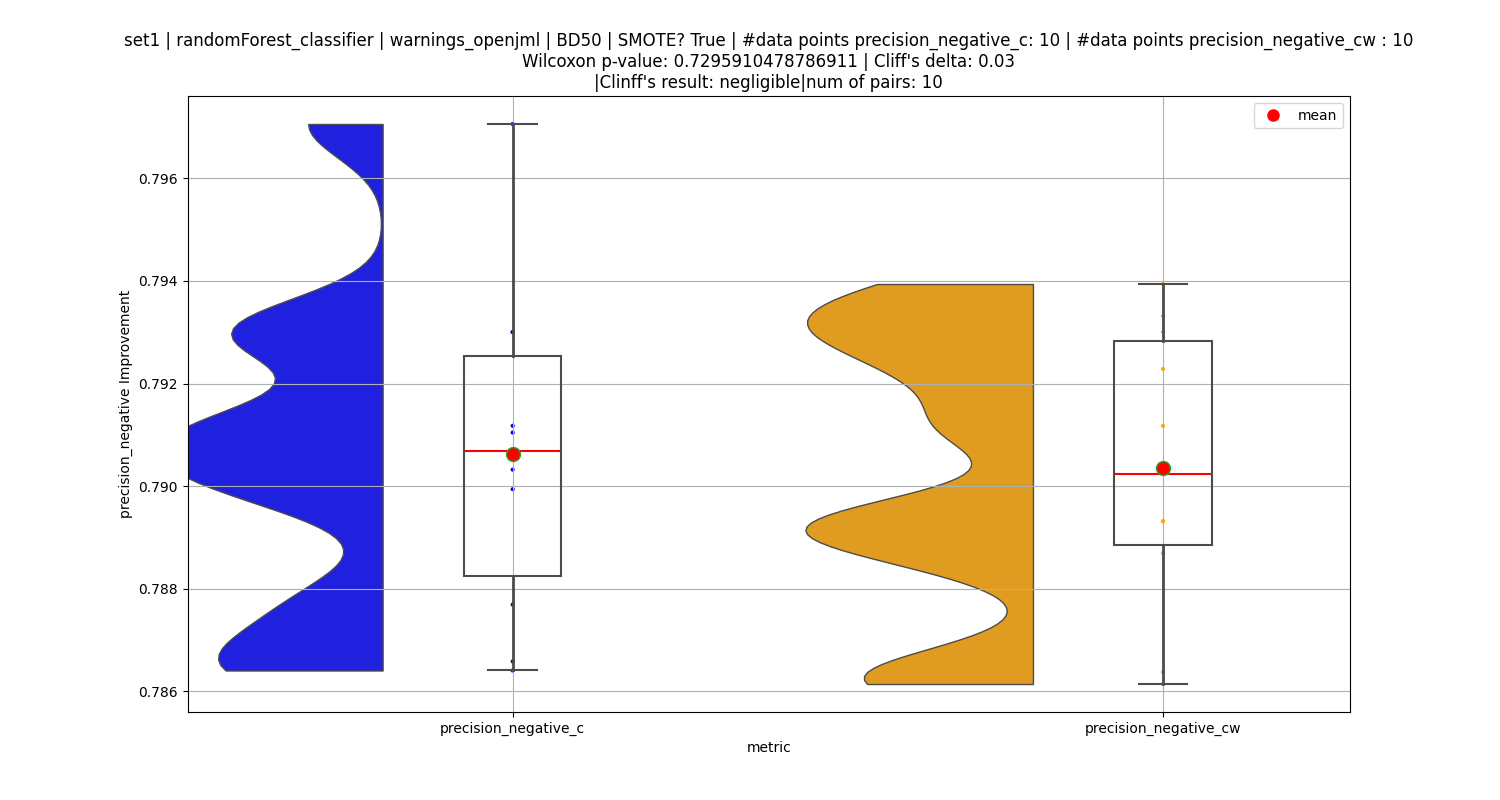 set1 | randomForest_classifier | warnings_openjml | BD50 | SMOTE? True | #data points precision_negative_c: 10 | #data points precision_negative_cw : 10
Wilcoxon p-value: 0.7295910478786911 | Cliff's delta: 0.03
|Clinff's result: negligible|num of pairs: 10
mean
0.796
0.794
0.792
0.790
0.788
0.786
precision_negative Improvement
precision_negative_c
precision_negative_cw
metric